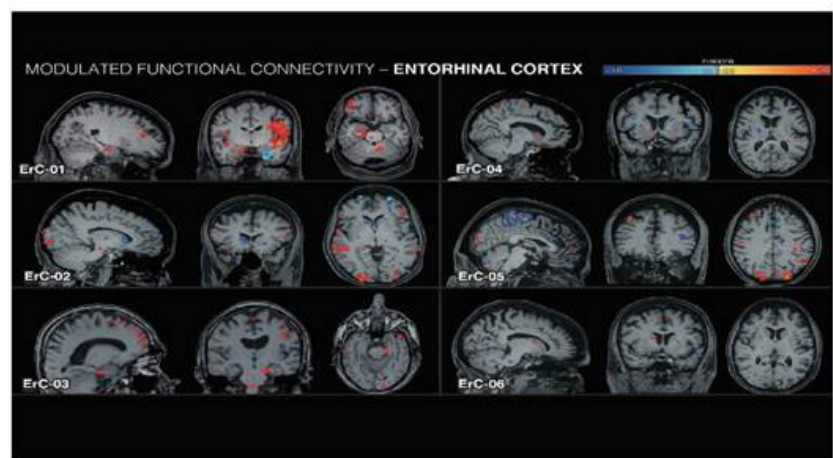 MODULATED FUNCTIONAL CONNECTIVITY – ENTORHINAL CORTEX
ErC-01
ErC-04
ErC-02
ErC-05
ErC-03
ErC-06